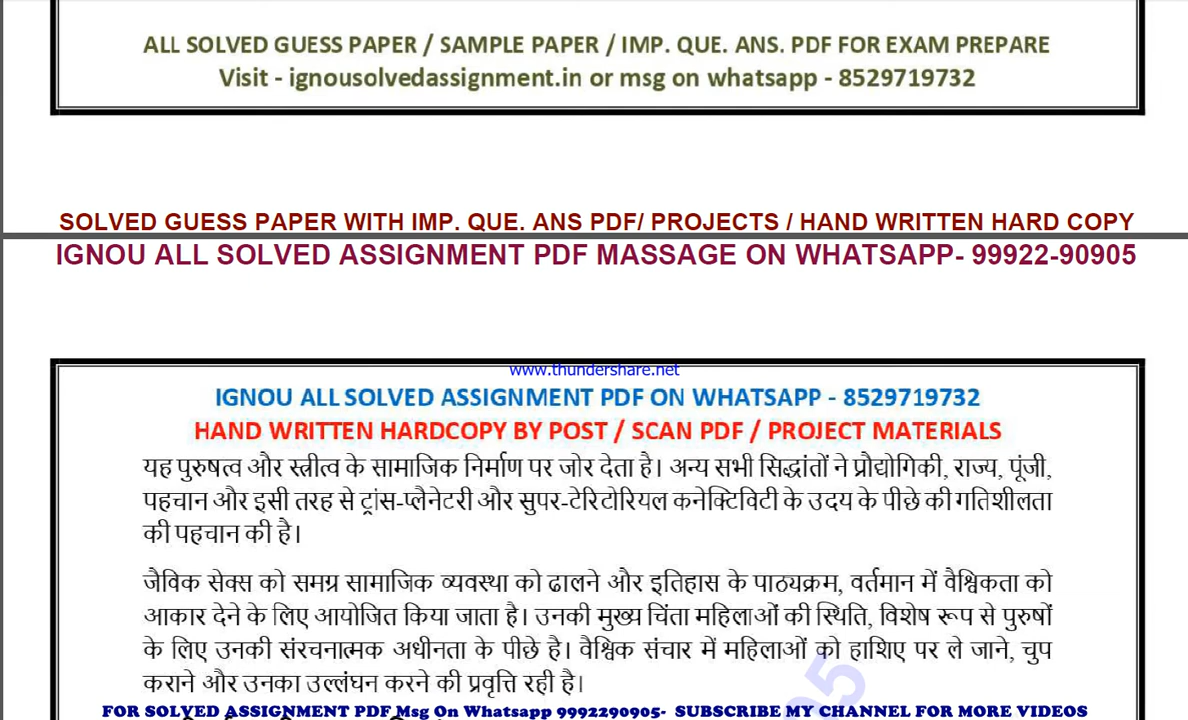 ALL SOLVED GUESS PAPER / SAMPLE PAPER / IMP. QUE. ANS. PDF FOR EXAM PREPARE
Visit - ignousolvedassignment.in or msg on whatsapp - 8529719732
SOLVED GUESS PAPER WITH IMP. QUE. ANS PDF/ PROJECTS / HAND WRITTEN HARD COPY
IGNOU ALL SOLVED ASSIGNMENT PDF MASSAGE ON WHATSAPP- 99922-90905
www.thundershare.net
IGNOU ALL SOLVED ASSIGNMENT PDF ON WHATSAPP - 8529719732
HAND WRITTEN HARDCOPY BY POST / SCAN PDF / PROJECT MATERIALS
यह पुरुषत्व और स्त्रीत्व के सामाजिक निर्माण पर जोर देता है। अन्य सभी सिद्धांतों ने प्रौद्योगिकी, राज्य, पूंजी,
पहचान और इसी तरह से ट्रांस-प्लैनेटरी और सुपर-टेरिटोरियल कनेक्टिविटी के उदय के पीछे की गतिशीलता
की पहचान की है।
जैविक सेक्स को समग्र सामाजिक व्यवस्था को ढालने और इतिहास के पाठ्यक्रम, वर्तमान में वैश्विकता को
आकार देने के लिए आयोजित किया जाता है। उनकी मुख्य चिंता महिलाओं की स्थिति, विशेष रूप से पुरुषों
के लिए उनकी संरचनात्मक अधीनता के पीछे है। वैश्विक संचार में महिलाओं को हाशिए पर ले जाने, चुप
कराने और उनका उल्लंघन करने की प्रवृत्ति रही है।
FOR SOLVED ASSIGNMENT PDF Msg On Whatsapp 9992290905- SUBSCRIBE MY CHANNEL FOR MORE VIDEOS